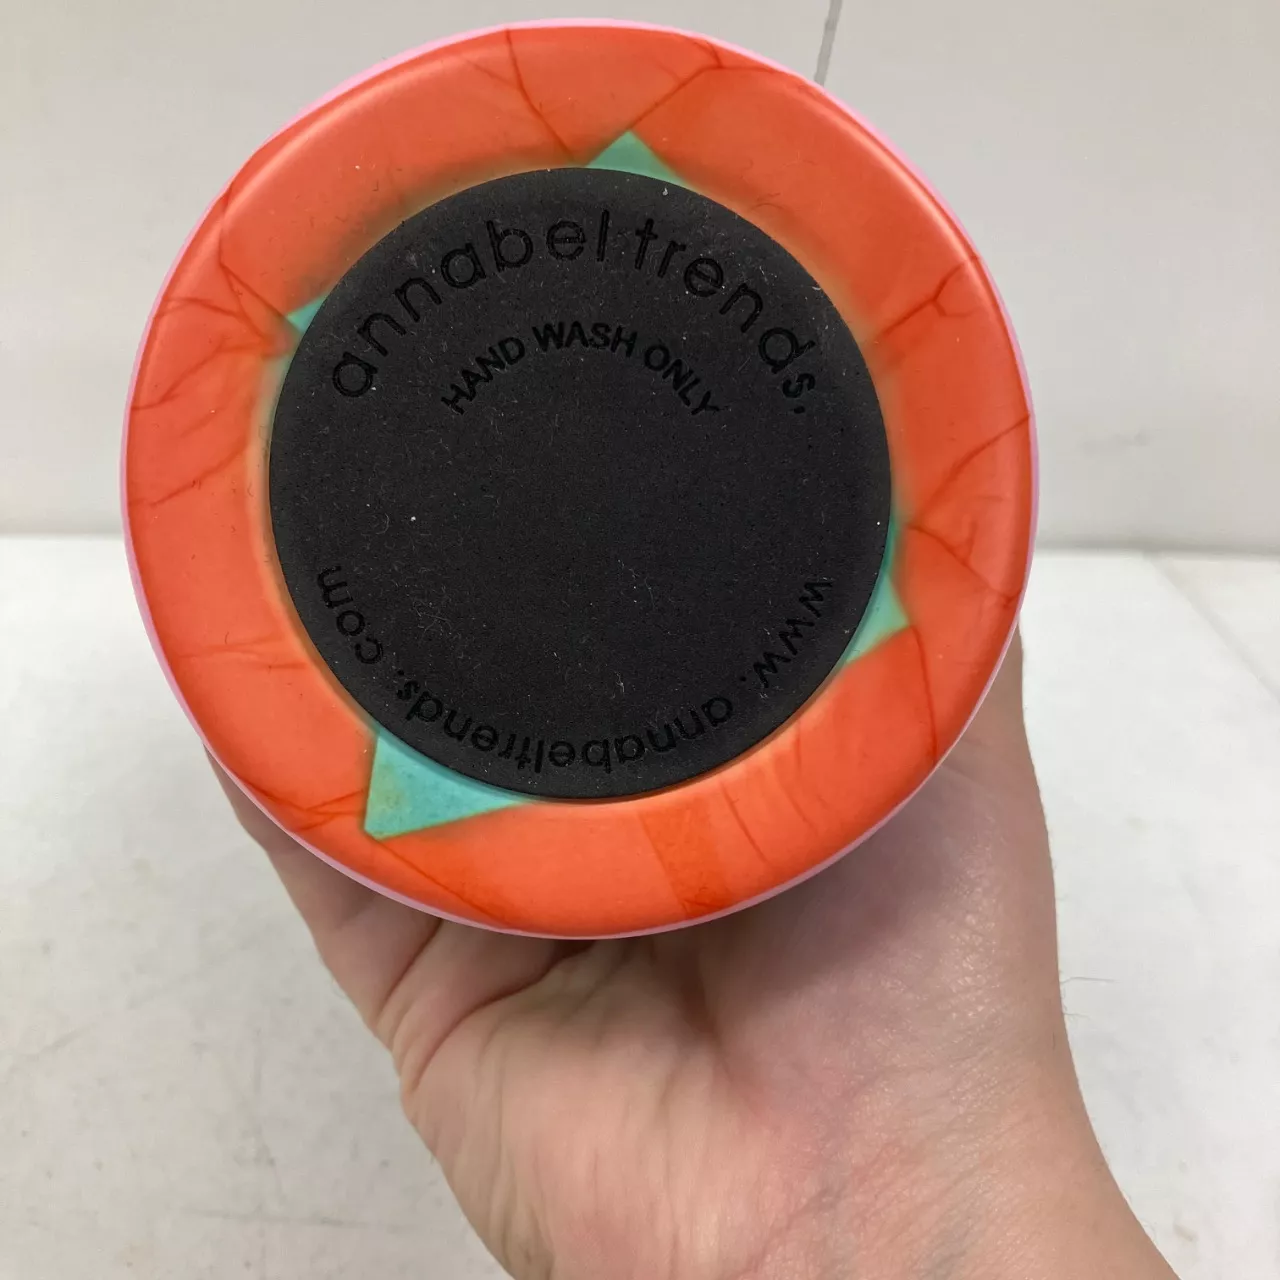 annabel trends.
HAND WASH ONLY
www.annabeltrends.com